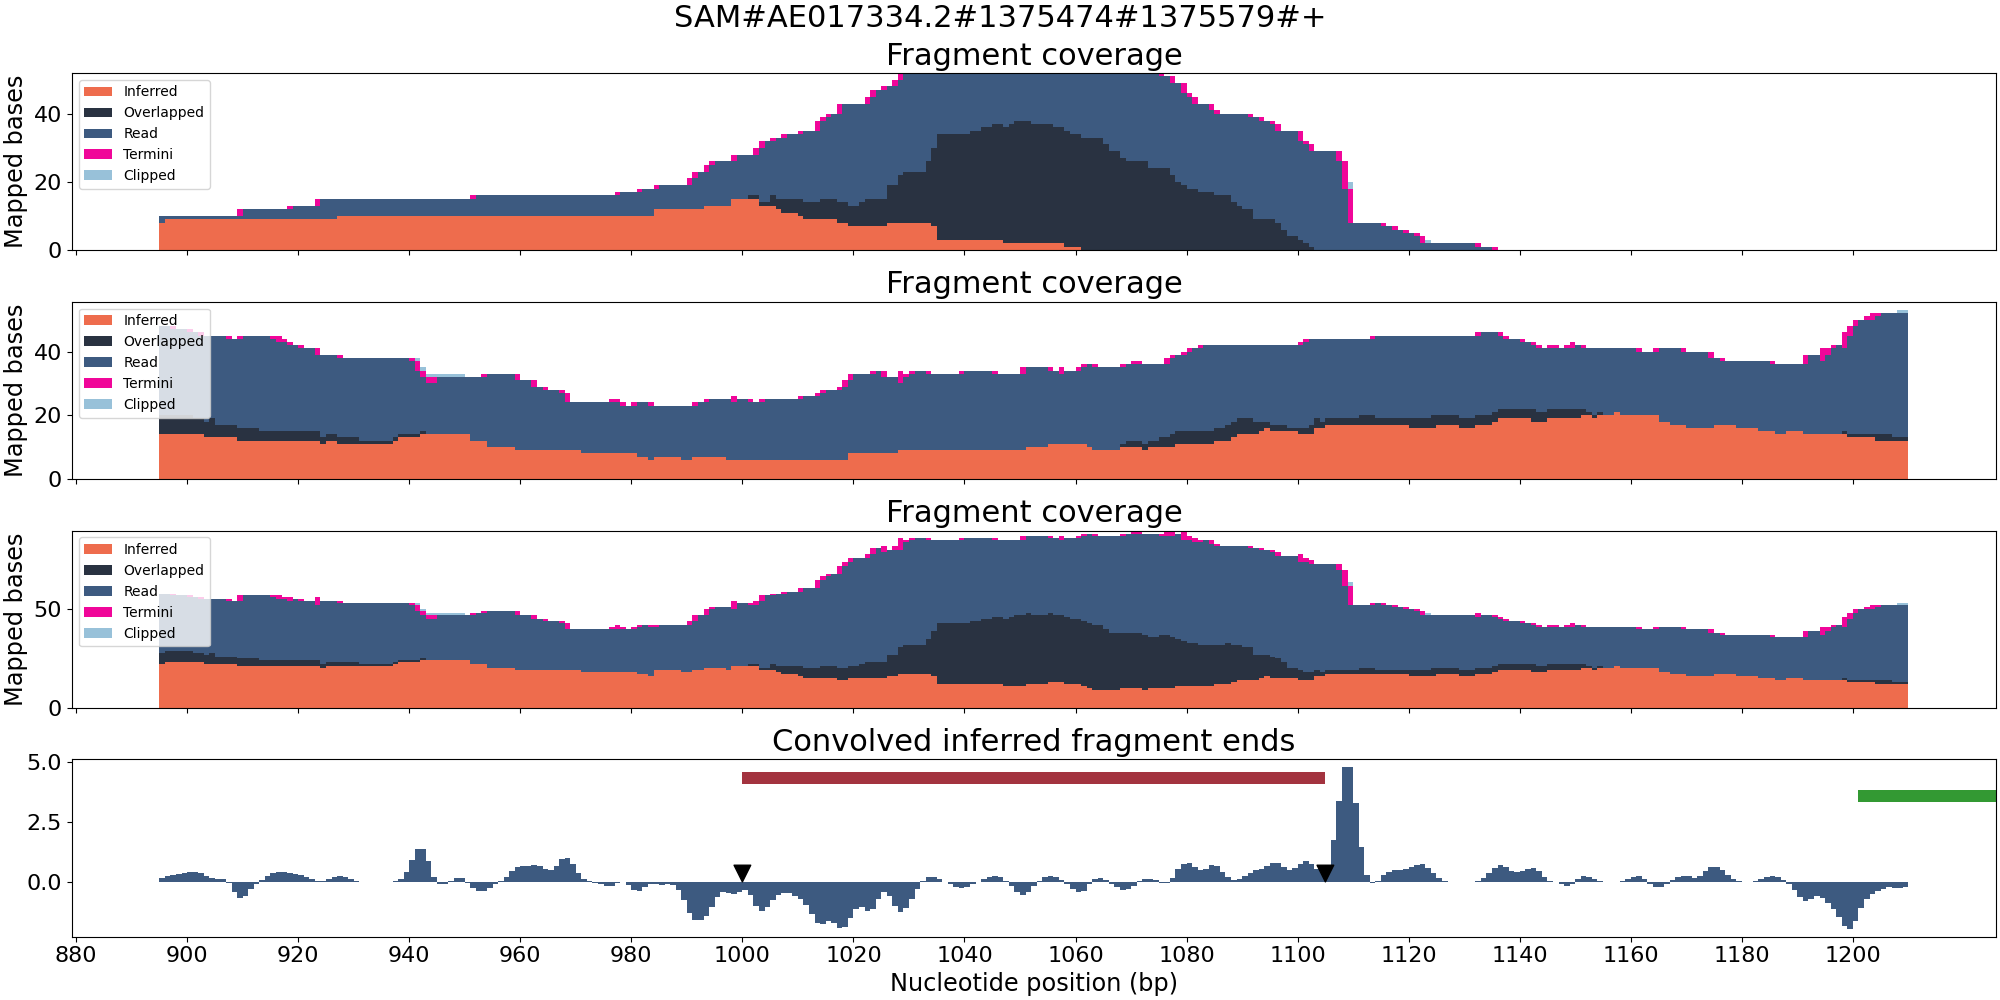 SAM#AE017334.2#1375474#1375579#+
Fragment coverage
Mapped bases
40
20
0
Inferred
Overlapped
Read
Termini
Clipped
Fragment coverage
Mapped bases
40
20
0
Inferred
Overlapped
Read
Termini
Clipped
Fragment coverage
Mapped bases
50
0
Inferred
Overlapped
Read
Termini
Clipped
Convolved inferred fragment ends
5.0
2.5
0.0
880 900 920 940 960 980 1000 1020 1040 1060 1080 1100 1120 1140 1160 1180 1200
Nucleotide position (bp)